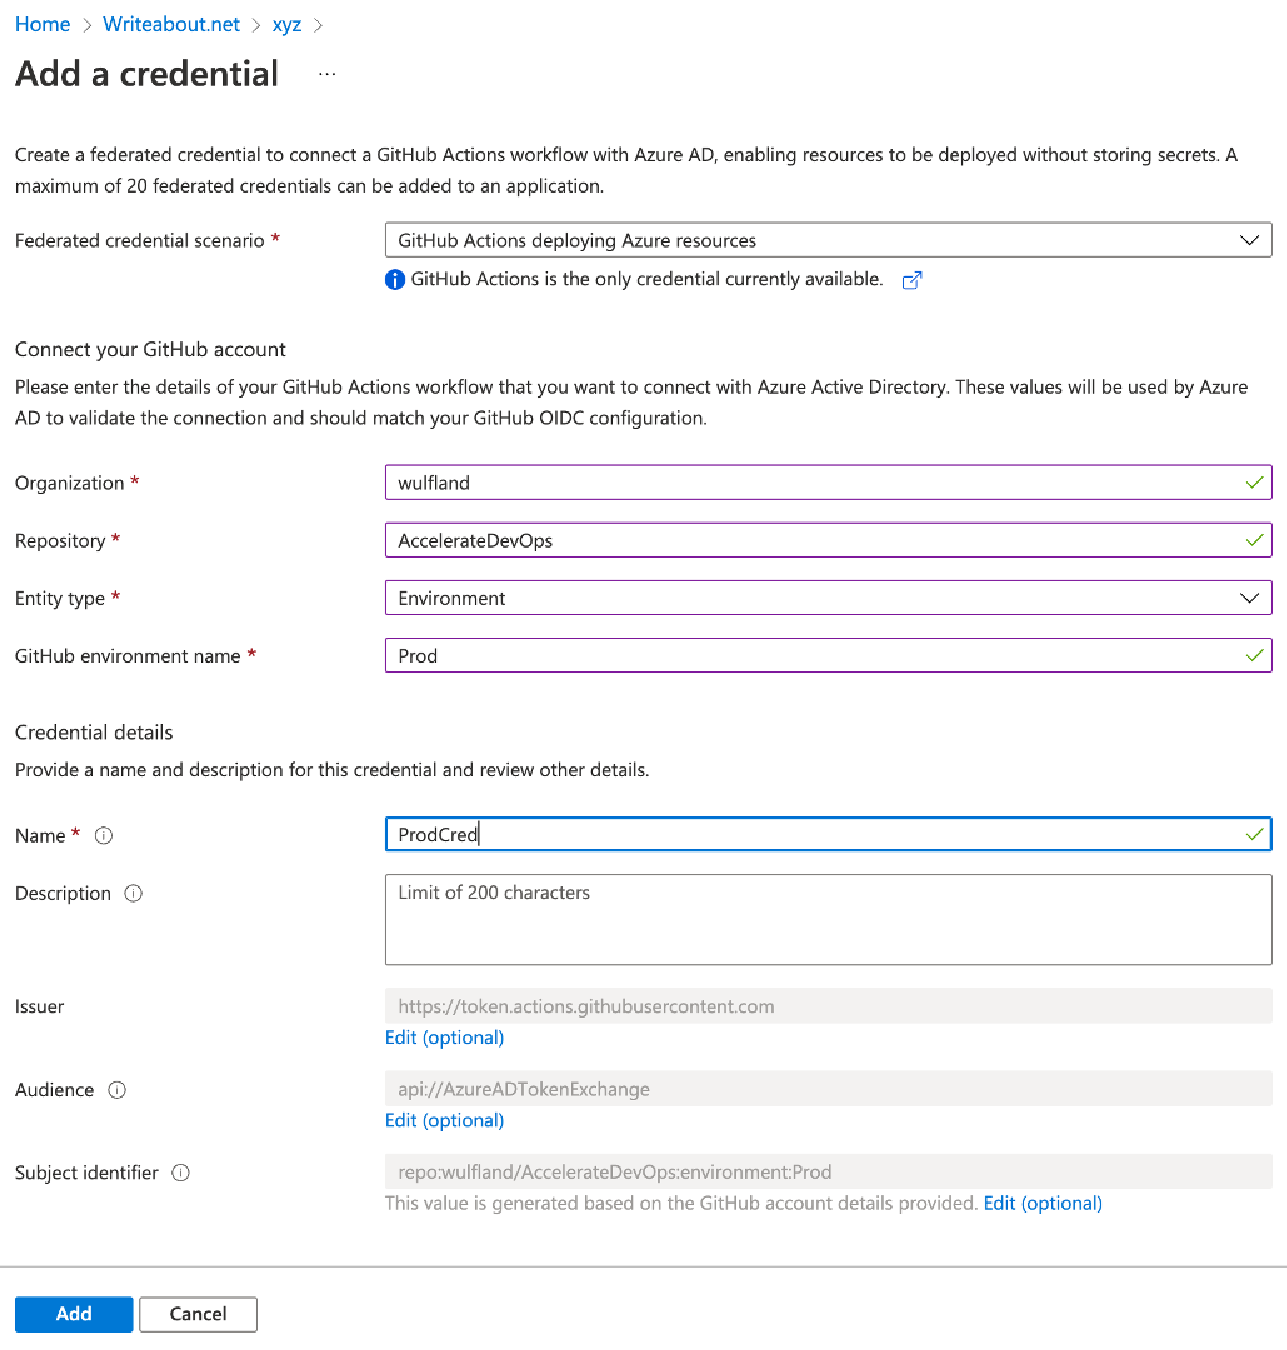 Home > Writeabout.net > xyz >
Add a credential ...
Create a federated credential to connect a GitHub Actions workflow with Azure AD, enabling resources to be deployed without storing secrets. A
maximum of 20 federated credentials can be added to an application.
Federated credential scenario * GitHub Actions deploying Azure resources
GitHub Actions is the only credential currently available.
Connect your GitHub account
Please enter the details of your GitHub Actions workflow that you want to connect with Azure Active Directory. These values will be used by Azure
AD to validate the connection and should match your GitHub OIDC configuration.
Organization * wulfland
Repository * AccelerateDevOps
Entity type * Environment
GitHub environment name * Prod
Credential details
Provide a name and description for this credential and review other details.
Name * ProdCred
Description Limit of 200 characters
Issuer https://token.actions.githubusercontent.com
Edit (optional)
Audience api://AzureADTokenExchange
Edit (optional)
Subject identifier repo:wulfland/AccelerateDevOps:environment:Prod
This value is generated based on the GitHub account details provided. Edit (optional)
Add Cancel